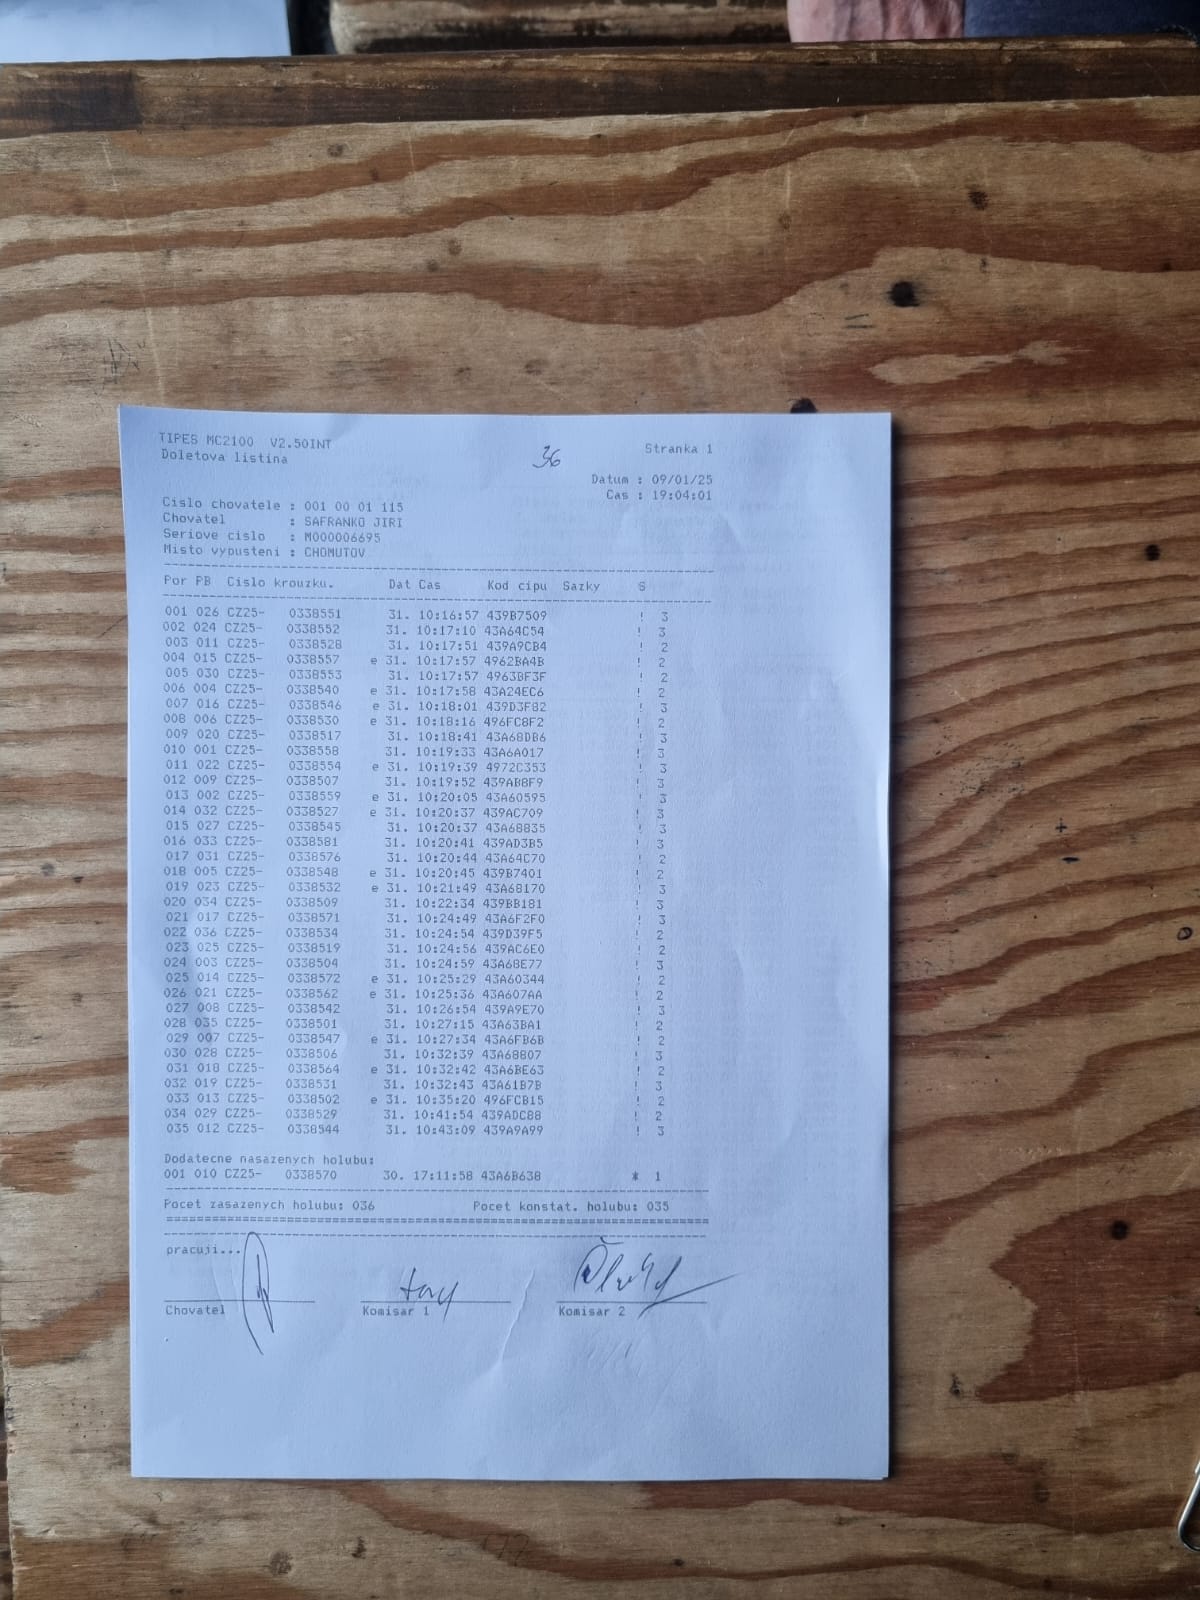 TIPES MC2100 V2.50INT
Doletova listina
36
Stranka 1
Datum : 09/01/25
Cas : 19:04:01
Cislo chovatele : 001 00 01 115
Chovatel : SAFRANKO JIRI
Seriove cislo : M000006695
Misto vypusteni : CHOMUTOV
Por PB Cislo krouzku. Dat Cas Kod cipu Sazky S
001 026 CZ25- 0338551 31. 10:16:57 439B7509 ! 3
002 024 CZ25- 0338552 31. 10:17:10 43A64C54 ! 3
003 011 CZ25- 0338528 31. 10:17:51 439A9CB4 ! 2
004 015 CZ25- 0338557 e 31. 10:17:57 4962BA4B ! 2
005 030 CZ25- 0338553 31. 10:17:57 4963BF3F ! 2
006 004 CZ25- 0338540 e 31. 10:17:58 43A24EC6 ! 2
007 016 CZ25- 0338546 e 31. 10:18:01 439D3F82 ! 3
008 006 CZ25- 0338530 e 31. 10:18:16 496FC8F2 ! 2
009 020 CZ25- 0338517 31. 10:18:41 43A68DB6 ! 3
010 001 CZ25- 0338558 31. 10:19:33 43A6A017 ! 3
011 022 CZ25- 0338554 e 31. 10:19:39 4972C353 ! 3
012 009 CZ25- 0338507 31. 10:19:52 439AB8F9 ! 3
013 002 CZ25- 0338559 e 31. 10:20:05 43A60595 ! 3
014 032 CZ25- 0338527 e 31. 10:20:37 439AC709 ! 3
015 027 CZ25- 0338545 31. 10:20:37 43A68835 ! 3
016 033 CZ25- 0338581 31. 10:20:41 439AD3B5 ! 3
017 031 CZ25- 0338576 31. 10:20:44 43A64C70 ! 2
018 005 CZ25- 0338548 e 31. 10:20:45 439B7401 ! 2
019 023 CZ25- 0338532 e 31. 10:21:49 43A68170 ! 3
020 034 CZ25- 0338509 31. 10:22:34 439BB181 ! 3
021 017 CZ25- 0338571 31. 10:24:49 43A6F2F0 ! 3
022 036 CZ25- 0338534 31. 10:24:54 439D39F5 ! 2
023 025 CZ25- 0338519 31. 10:24:56 439AC6E0 ! 2
024 003 CZ25- 0338504 31. 10:24:59 43A68E77 ! 3
025 014 CZ25- 0338572 e 31. 10:25:29 43A60344 ! 2
026 021 CZ25- 0338562 e 31. 10:25:36 43A607AA ! 2
027 008 CZ25- 0338542 31. 10:26:54 439A9E70 ! 3
028 035 CZ25- 0338501 31. 10:27:15 43A63BA1 ! 2
029 007 CZ25- 0338547 e 31. 10:27:34 43A6FB6B ! 2
030 028 CZ25- 0338506 31. 10:32:39 43A68807 ! 3
031 018 CZ25- 0338564 e 31. 10:32:42 43A6BE63 ! 2
032 019 CZ25- 0338531 31. 10:32:43 43A61B7B ! 3
033 013 CZ25- 0338502 e 31. 10:35:20 496FCB15 ! 2
034 029 CZ25- 0338529 31. 10:41:54 439ADC88 ! 2
035 012 CZ25- 0338544 31. 10:43:09 439A9A99 ! 3
Dodatecne nasazenych holubu:
001 010 CZ25- 0338570 30. 17:11:58 43A6B638 * 1
Pocet zasazenych holubu: 036 Pocet konstat. holubu: 035
pracuji...
Chovatel Komisar 1 Komisar 2